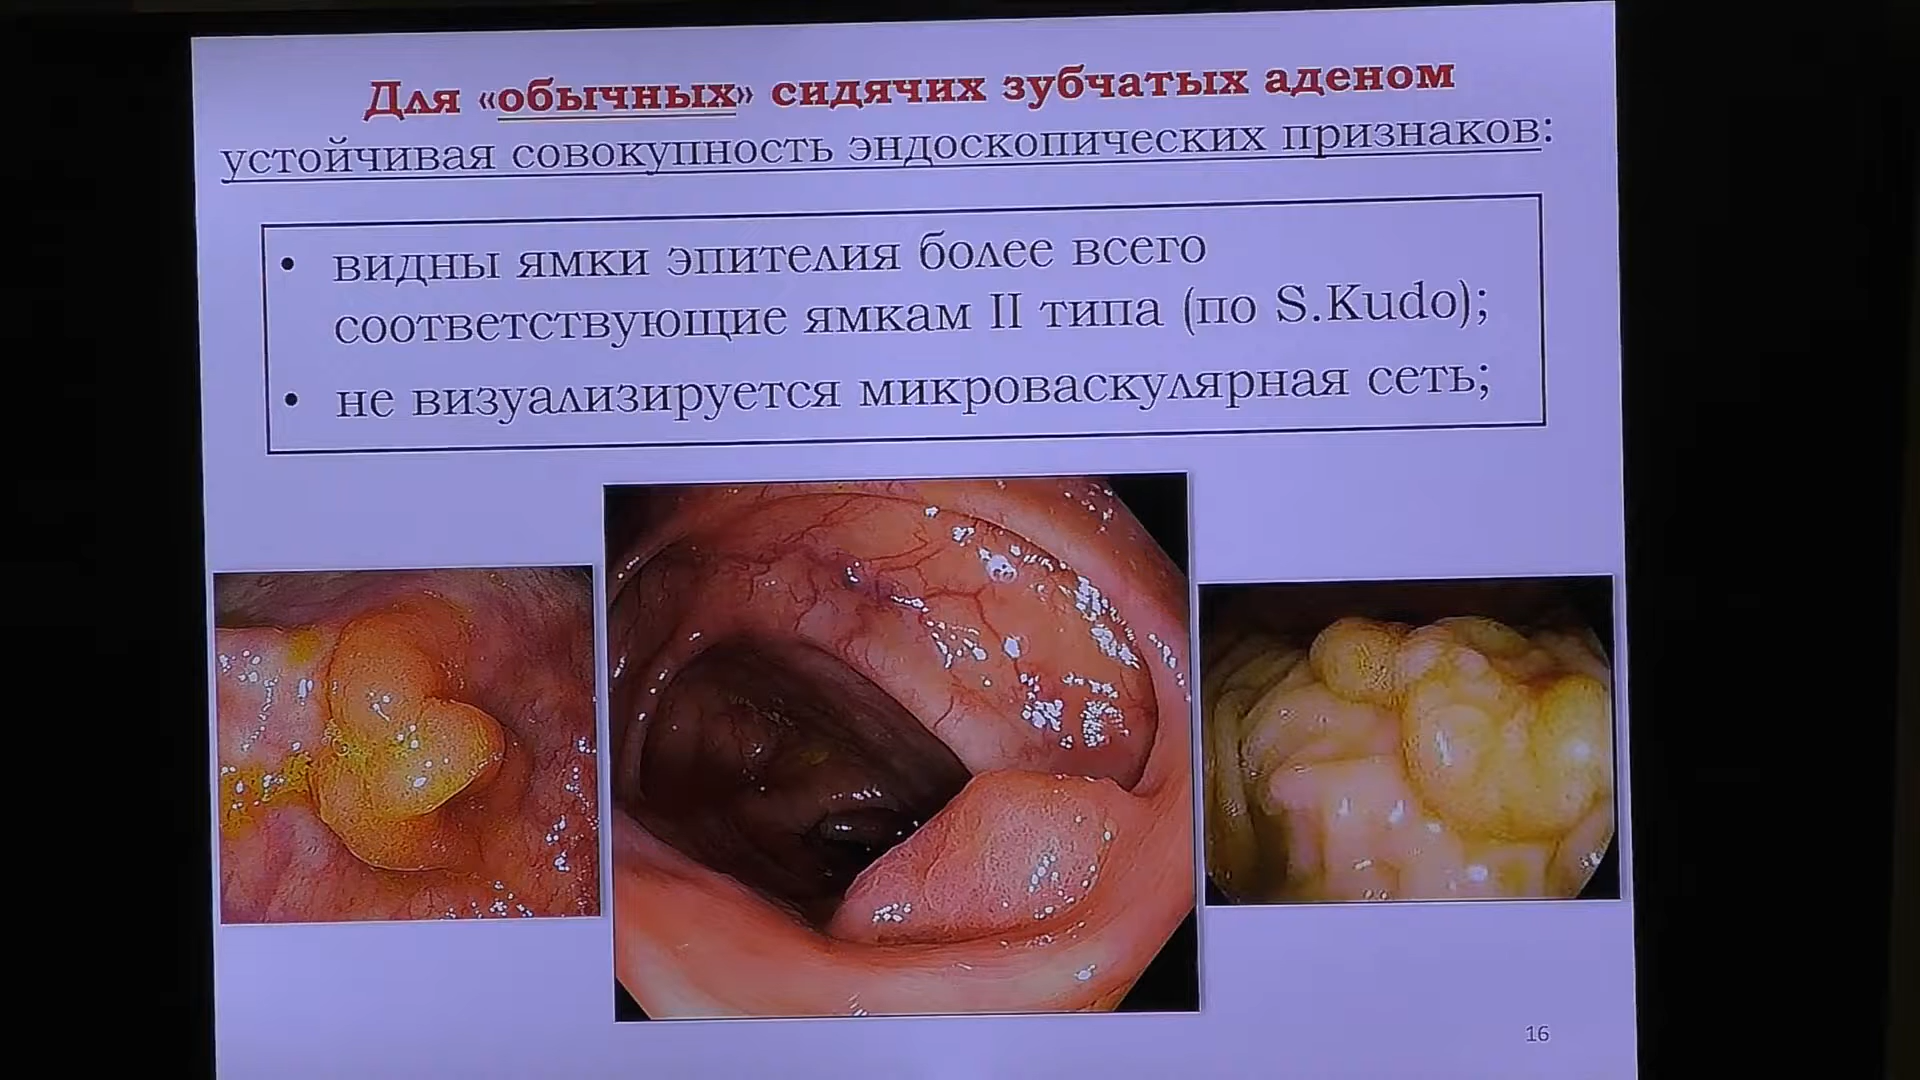 Для «обычных» сидячих зубчатых аденом
устойчивая совокупность эндоскопических признаков:
• видны ямки эпителия более всего
соответствующие ямкам II типа (по S.Kudo);
• не визуализируется микроваскулярная сеть;
16